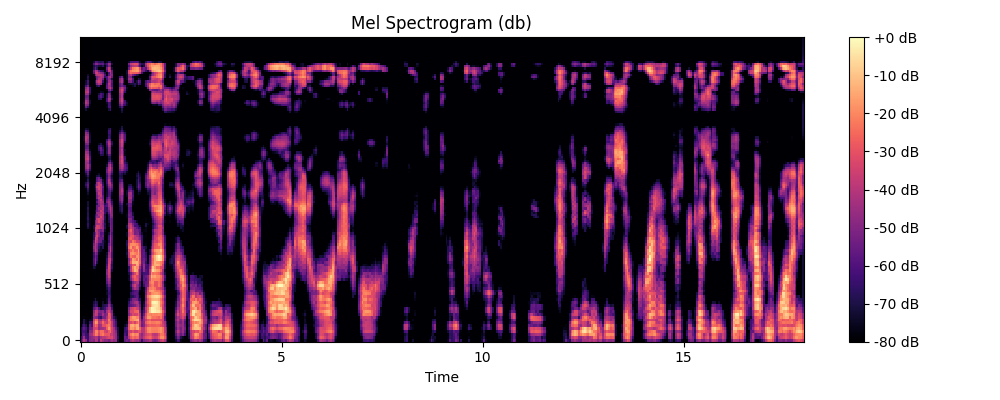 Mel Spectrogram (db)
Hz
8192
4096
2048
1024
512
0
0 5 10 15
Time
+0 dB
-10 dB
-20 dB
-30 dB
-40 dB
-50 dB
-60 dB
-70 dB
-80 dB